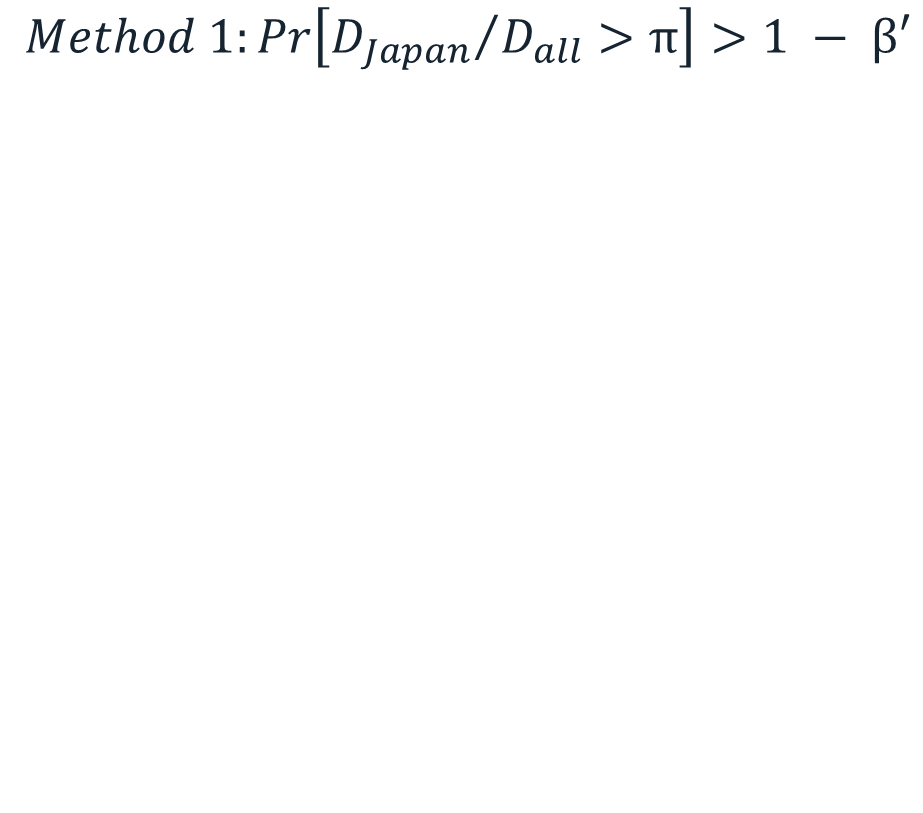 Method 1: Pr[D_Japan/D_all > π] > 1 − β′